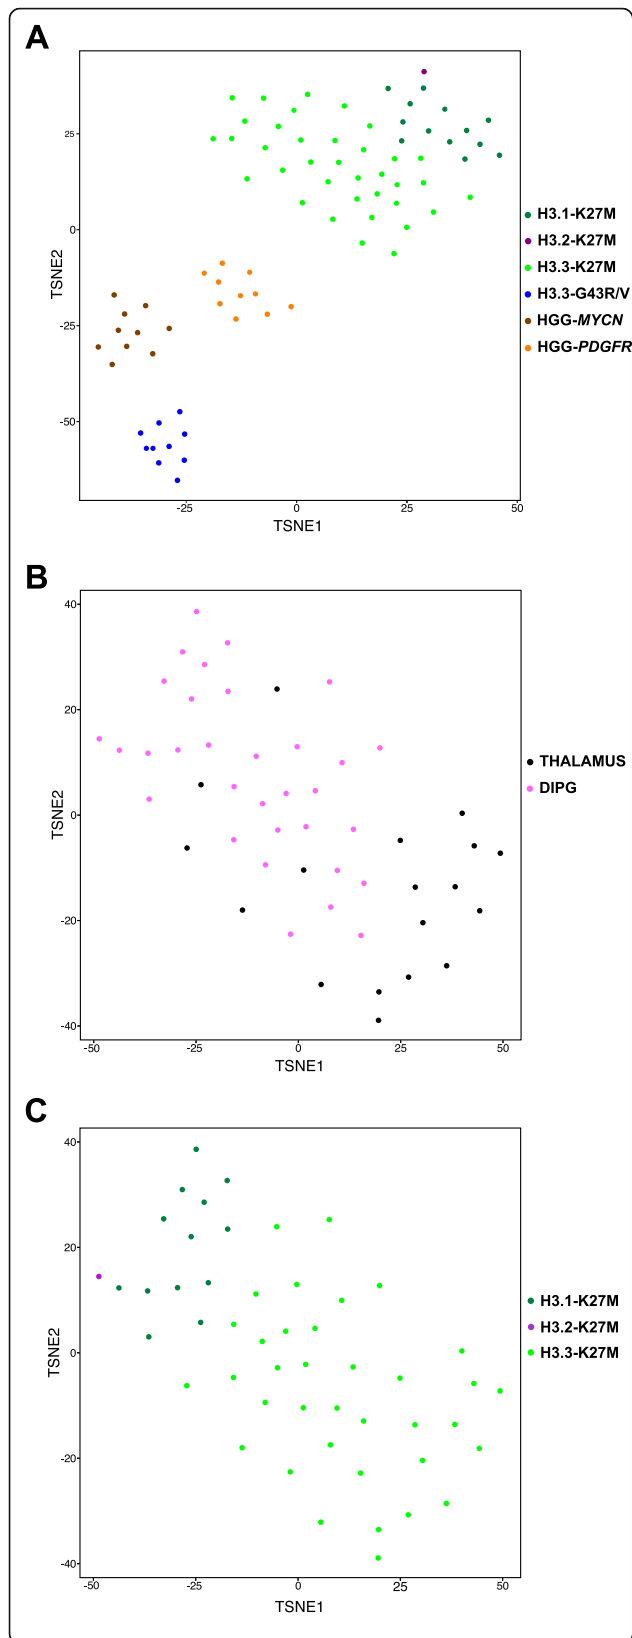 A
25
0
-25
-50
TSNE2
-25
0
25
50
TSNE1
H3.1-K27M
H3.2-K27M
H3.3-K27M
H3.3-G43R/V
HGG-MYCN
HGG-PDGFR
B
40
20
0
-20
-40
TSNE2
-50
-25
0
25
50
TSNE1
THALAMUS
DIPG
C
40
20
0
-20
-40
TSNE2
-50
-25
0
25
50
TSNE1
H3.1-K27M
H3.2-K27M
H3.3-K27M